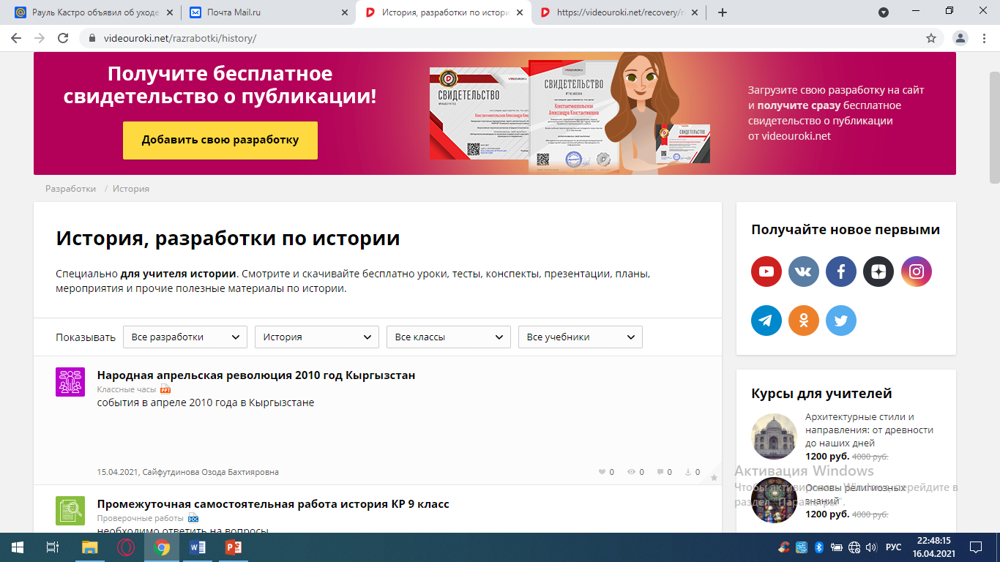 Рауль Кастро объявил об уходе
Почта Mail.ru
История, разработки по истори
https://videouroki.net/recovery/r
videouroki.net/razrabotki/history/
Получите бесплатное
свидетельство о публикации!
Добавить свою разработку
СВИДЕТЕЛЬСТВО
СВИДЕТЕЛЬСТВО
Константинопольская
Александра Константиновна
СВИДЕТЕЛЬСТВО
Загрузите свою разработку на сайт
и получите сразу бесплатное
свидетельство о публикации
от videouroki.net
Разработки / История
История, разработки по истории
Специально для учителя истории. Смотрите и скачивайте бесплатно уроки, тесты, конспекты, презентации, планы,
мероприятия и прочие полезные материалы по истории.
Показывать
Все разработки
История
Все классы
Все учебники
Народная апрельская революция 2010 год Кыргызстан
Классные часы PPT
события в апреле 2010 года в Кыргызстане
15.04.2021, Сайфутдинова Озода Бахтияровна
0 0 0 0
Промежуточная самостоятельная работа история КР 9 класс
Проверочные работы DOC
необходимо ответить на вопросы
Получайте новое первыми
Курсы для учителей
Архитектурные стили и
направления: от древности
до наших дней
1200 руб. 4000 руб.
Основы религиозных
знаний
1200 руб. 4000 руб.
Активация Windows
Чтобы активировать Windows, перейдите в
раздел "Параметры".
РУС
22:48:15
16.04.2021